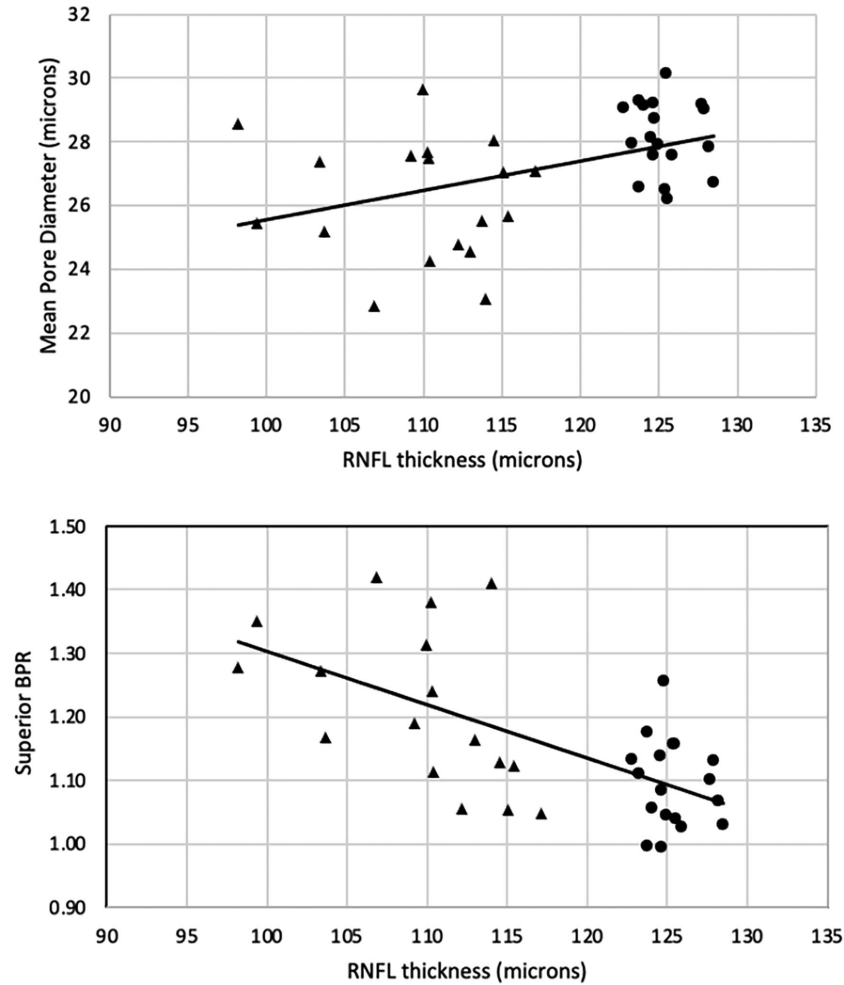 32
30
28
26
24
22
20
Mean Pore Diameter (microns)
90 95 100 105 110 115 120 125 130 135
RNFL thickness (microns)
1.50
1.40
1.30
1.20
1.10
1.00
0.90
Superior BPR
90 95 100 105 110 115 120 125 130 135
RNFL thickness (microns)